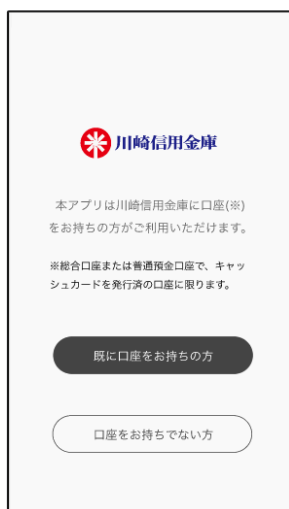 川崎信用金庫
本アプリは川崎信用金庫に口座(※)
をお持ちの方がご利用いただけます。
※総合口座または普通預金口座で、キャッ
シュカードを発行済の口座に限ります。
既に口座をお持ちの方
口座をお持ちでない方